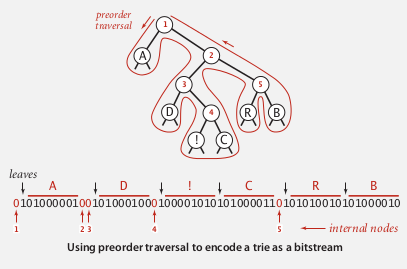 preorder
traversal
1
A
2
3
5
D
4
R
B
!
C
leaves
A D ! C R B
01010000010010100010001000010101010000110101010010101000010
1 2 3 4 5 internal nodes
Using preorder traversal to encode a trie as a bitstream